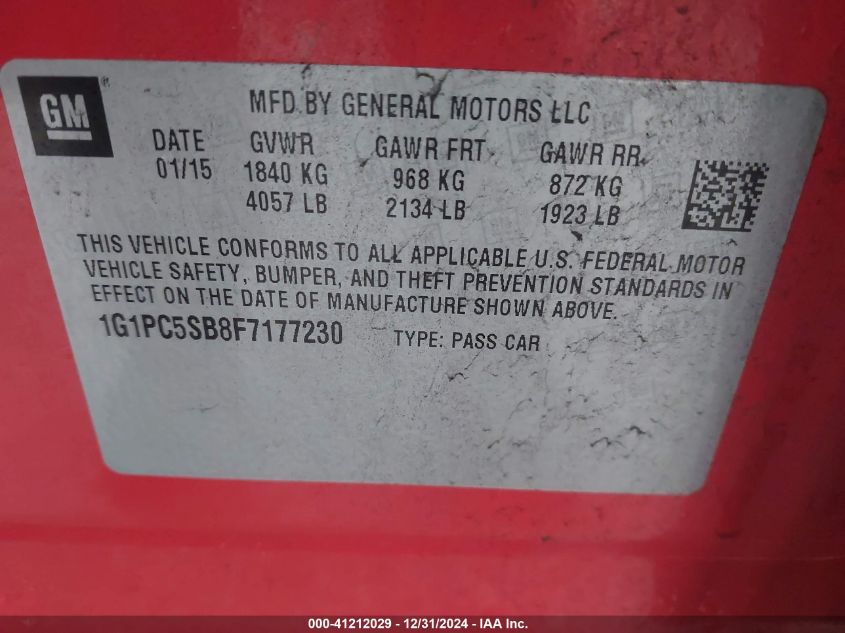 GM®
MFD BY GENERAL MOTORS LLC
DATE GVWR GAWR FRT GAWR RR
01/15 1840 KG 968 KG 872 KG
4057 LB 2134 LB 1923 LB
THIS VEHICLE CONFORMS TO ALL APPLICABLE U.S. FEDERAL MOTOR
VEHICLE SAFETY, BUMPER, AND THEFT PREVENTION STANDARDS IN
EFFECT ON THE DATE OF MANUFACTURE SHOWN ABOVE.
1G1PC5SB8F7177230 TYPE: PASS CAR
000-41212029 - 12/31/2024 - IAA Inc.